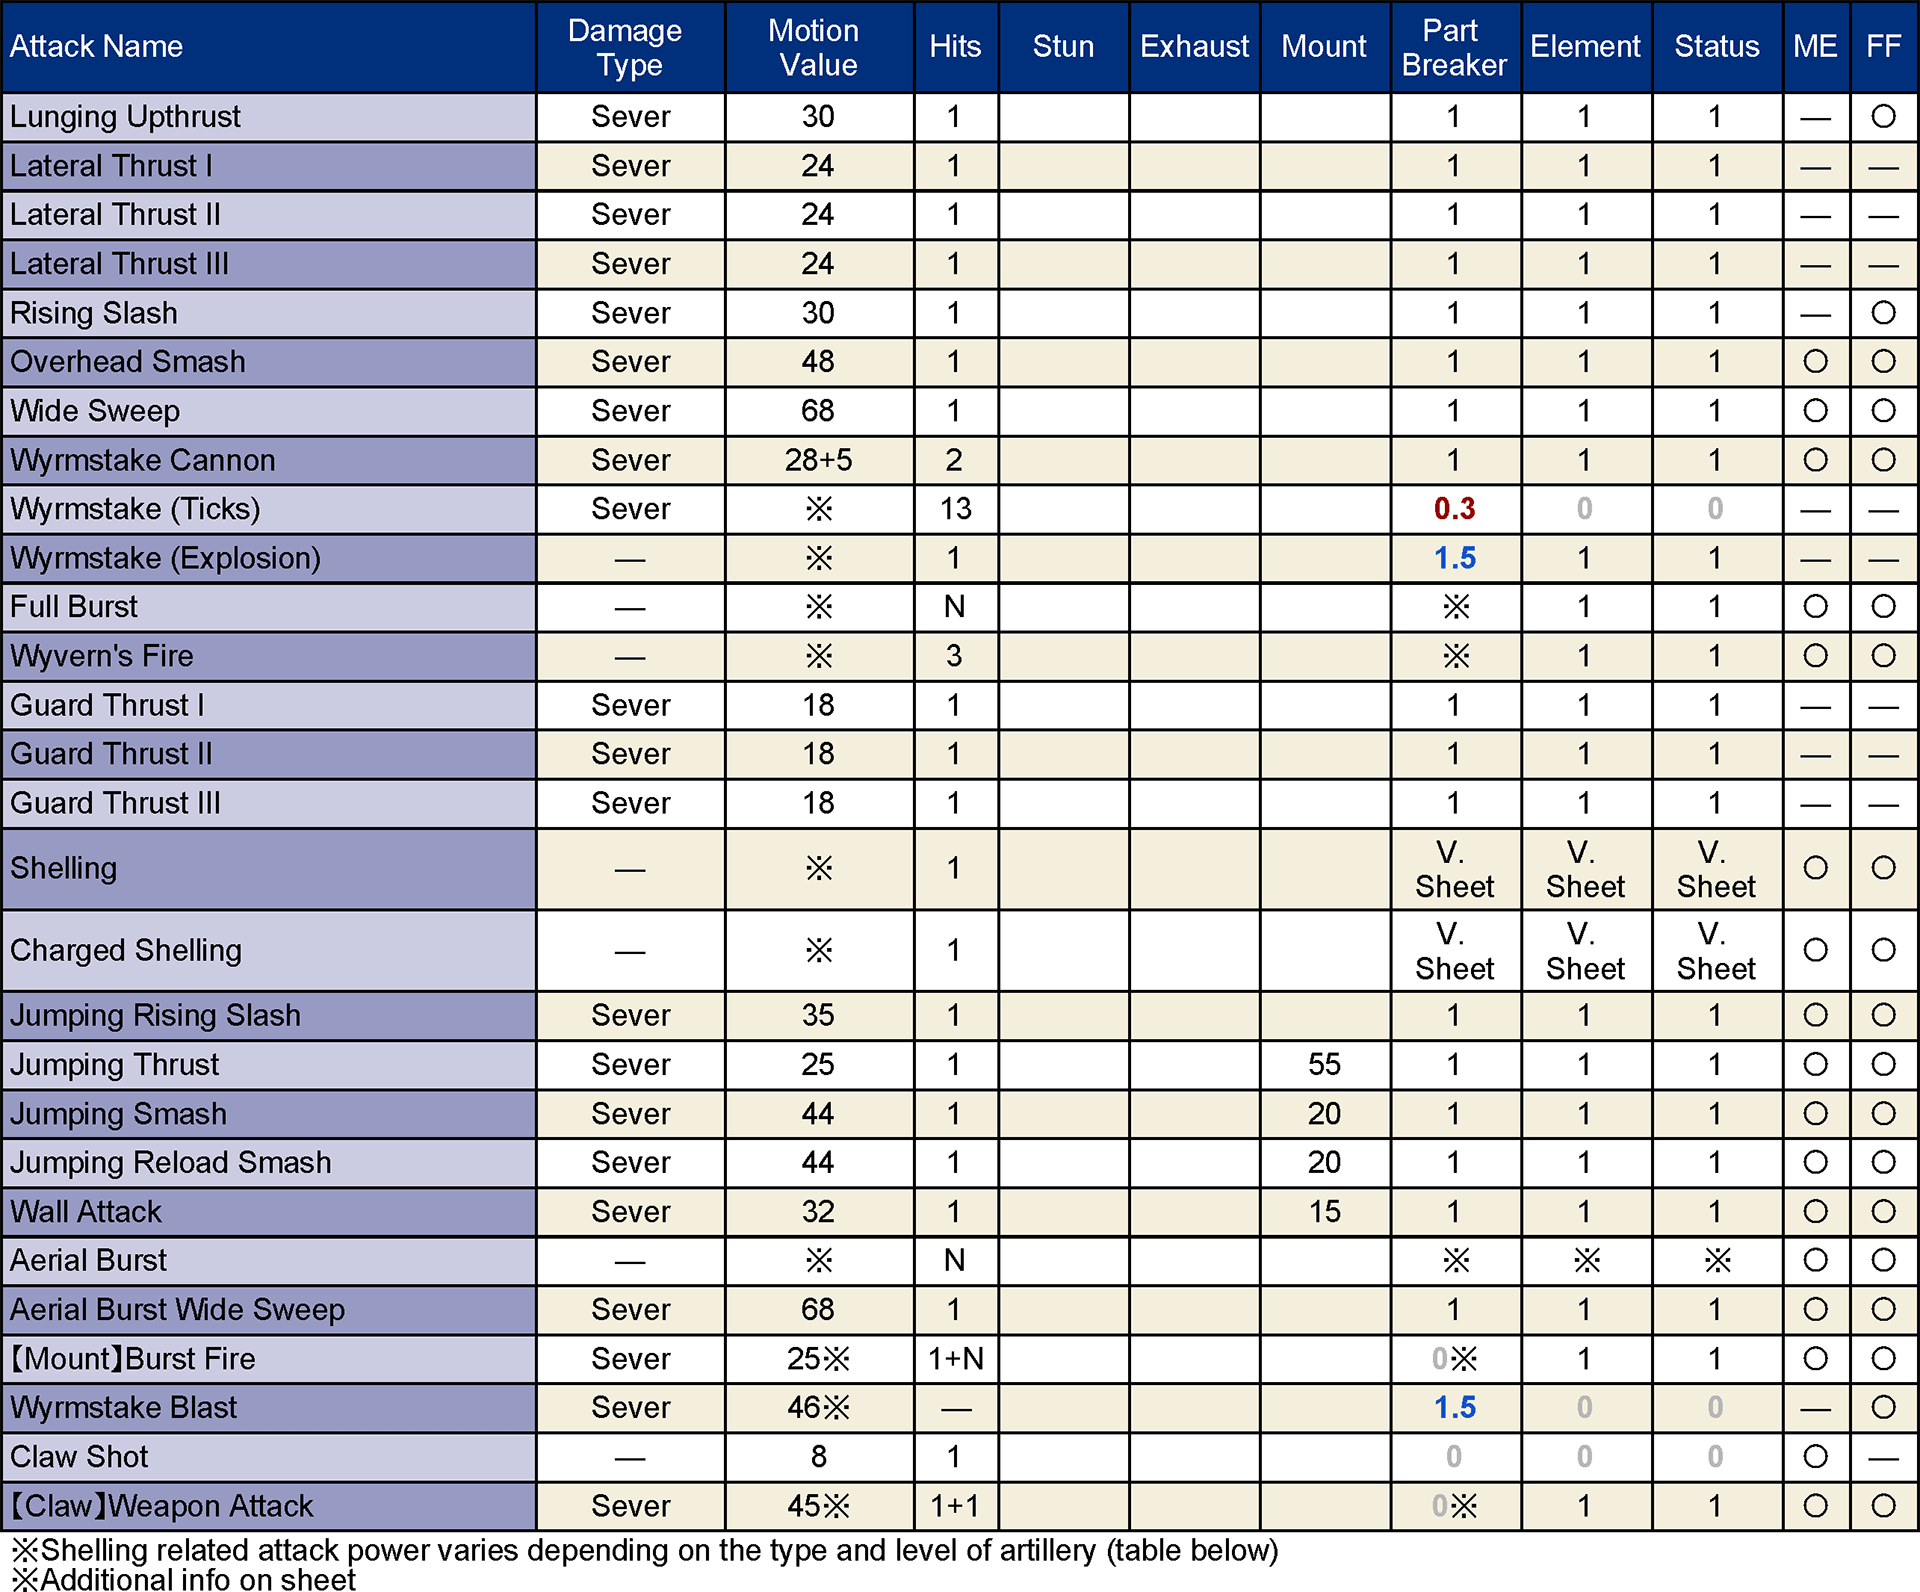 Attack Name Damage Type Motion Value Hits Stun Exhaust Mount Part Breaker Element Status ME FF
Lunging Upthrust Sever 30 1 1 1 1 — ○
Lateral Thrust I Sever 24 1 1 1 1 — —
Lateral Thrust II Sever 24 1 1 1 1 — —
Lateral Thrust III Sever 24 1 1 1 1 — —
Rising Slash Sever 30 1 1 1 1 — ○
Overhead Smash Sever 48 1 1 1 1 ○ ○
Wide Sweep Sever 68 1 1 1 1 ○ ○
Wyrmstake Cannon Sever 28+5 2 1 1 1 ○ ○
Wyrmstake (Ticks) Sever ※ 13 0.3 0 0 — —
Wyrmstake (Explosion) — ※ 1 1.5 1 1 — —
Full Burst — ※ N ※ 1 1 ○ ○
Wyvern's Fire — ※ 3 ※ 1 1 ○ ○
Guard Thrust I Sever 18 1 1 1 1 — —
Guard Thrust II Sever 18 1 1 1 1 — —
Guard Thrust III Sever 18 1 1 1 1 — —
Shelling — ※ 1 V. Sheet V. Sheet V. Sheet ○ ○
Charged Shelling — ※ 1 V. Sheet V. Sheet V. Sheet ○ ○
Jumping Rising Slash Sever 35 1 1 1 1 ○ ○
Jumping Thrust Sever 25 1 55 1 1 1 ○ ○
Jumping Smash Sever 44 1 20 1 1 1 ○ ○
Jumping Reload Smash Sever 44 1 20 1 1 1 ○ ○
Wall Attack Sever 32 1 15 1 1 1 ○ ○
Aerial Burst — ※ N ※ ※ ※ ○ ○
Aerial Burst Wide Sweep Sever 68 1 1 1 1 ○ ○
【Mount】Burst Fire Sever 25※ 1+N 0※ 1 1 ○ ○
Wyrmstake Blast Sever 46※ — 1.5 0 0 — ○
Claw Shot — 8 1 0 0 0 ○ —
【Claw】Weapon Attack Sever 45※ 1+1 0※ 1 1 ○ ○
※Shelling related attack power varies depending on the type and level of artillery (table below)
※Additional info on sheet